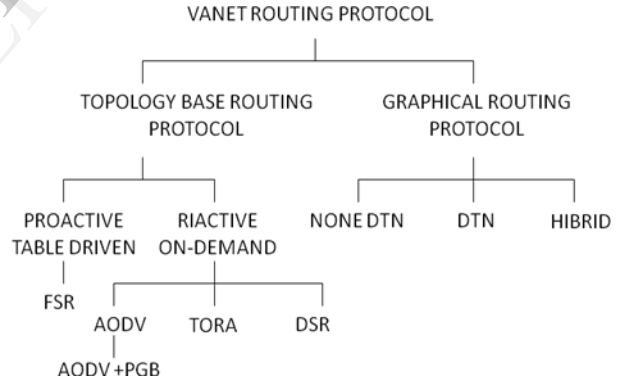 VANET ROUTING PROTOCOL
TOPOLOGY BASE ROUTING
PROTOCOL
GRAPHICAL ROUTING
PROTOCOL
PROACTIVE
TABLE DRIVEN
RIACTIVE
ON-DEMAND
NONE DTN
DTN
HIBRID
FSR
AODV
TORA
DSR
AODV +PGB